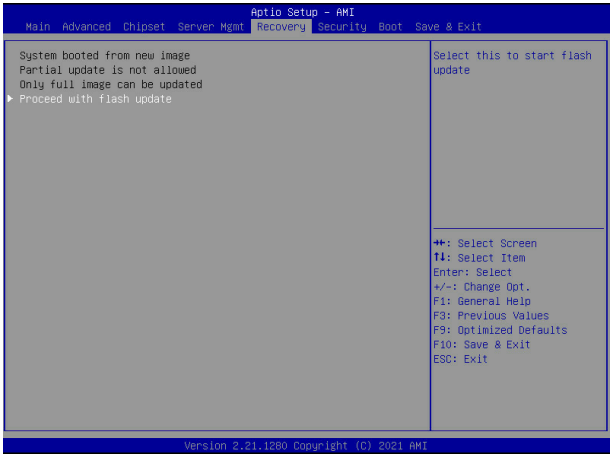 Aptio Setup - AMI
Main Advanced Chipset Server Mgmt Recovery Security Boot Save & Exit
System booted from new image
Partial update is not allowed
Only full image can be updated
Proceed with flash update
Select this to start flash
update
→←: Select Screen
↑↓: Select Item
Enter: Select
+/-: Change Opt.
F1: General Help
F3: Previous Values
F9: Optimized Defaults
F10: Save & Exit
ESC: Exit
Version 2.21.1280 Copyright (C) 2021 AMI